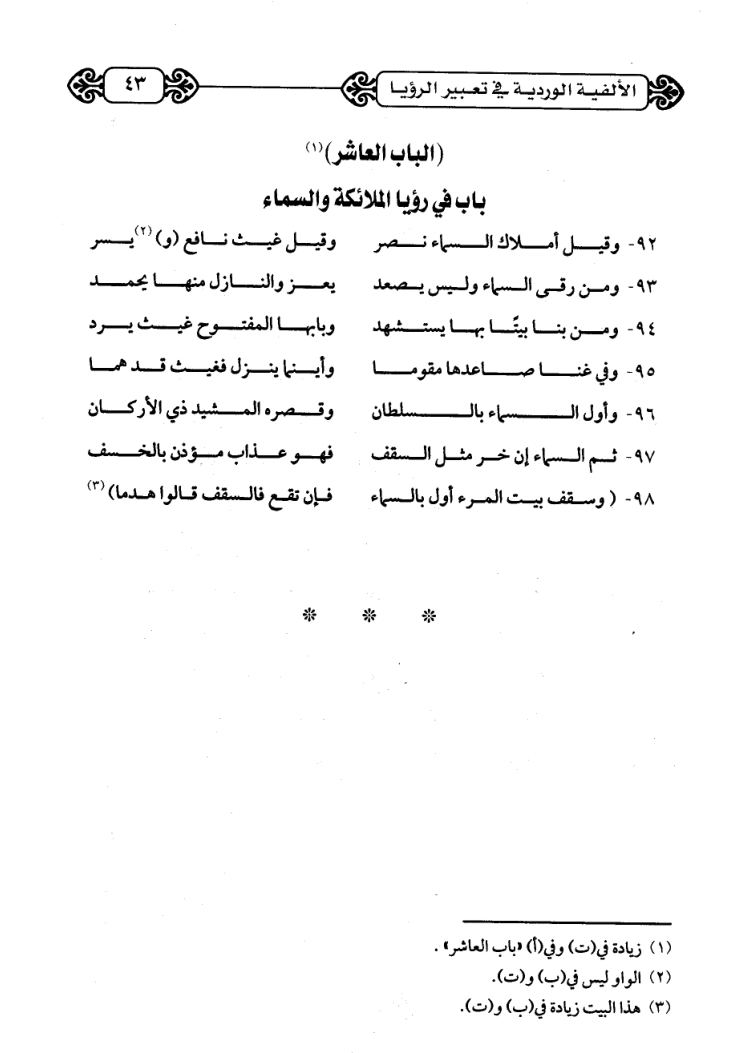 الألفية الوردية في تعبير الرؤيا ٤٣
(الباب العاشر)(١)
باب في رؤيا الملائكة والسماء
٩٢- وقيل أملاك السماء نصر وقيل غيث نافع (و)(٢) يسر
٩٣- ومن رقى السماء وليس يصعد يعز والنازل منها يحمد
٩٤- ومن بنا بيتًا بها يستشهد وبابها المفتوح غيث يرد
٩٥- وفي غنا صاعدها مقوما وأينما ينزل فغيث قد هما
٩٦- وأول السماء بالسلطان وقصره المشيد ذي الأركان
٩٧- ثم السماء إن خر مثل السقف فهو عذاب مؤذن بالخسف
٩٨- ( وسقف بيت المرء أول بالسماء فإن تقع فالسقف قالوا هدما)(٣)
* * *
(١) زيادة في(ت) وفي(أ) «باب العاشر» .
(٢) الواو ليس في(ب) و(ت).
(٣) هذا البيت زيادة في(ب) و(ت).